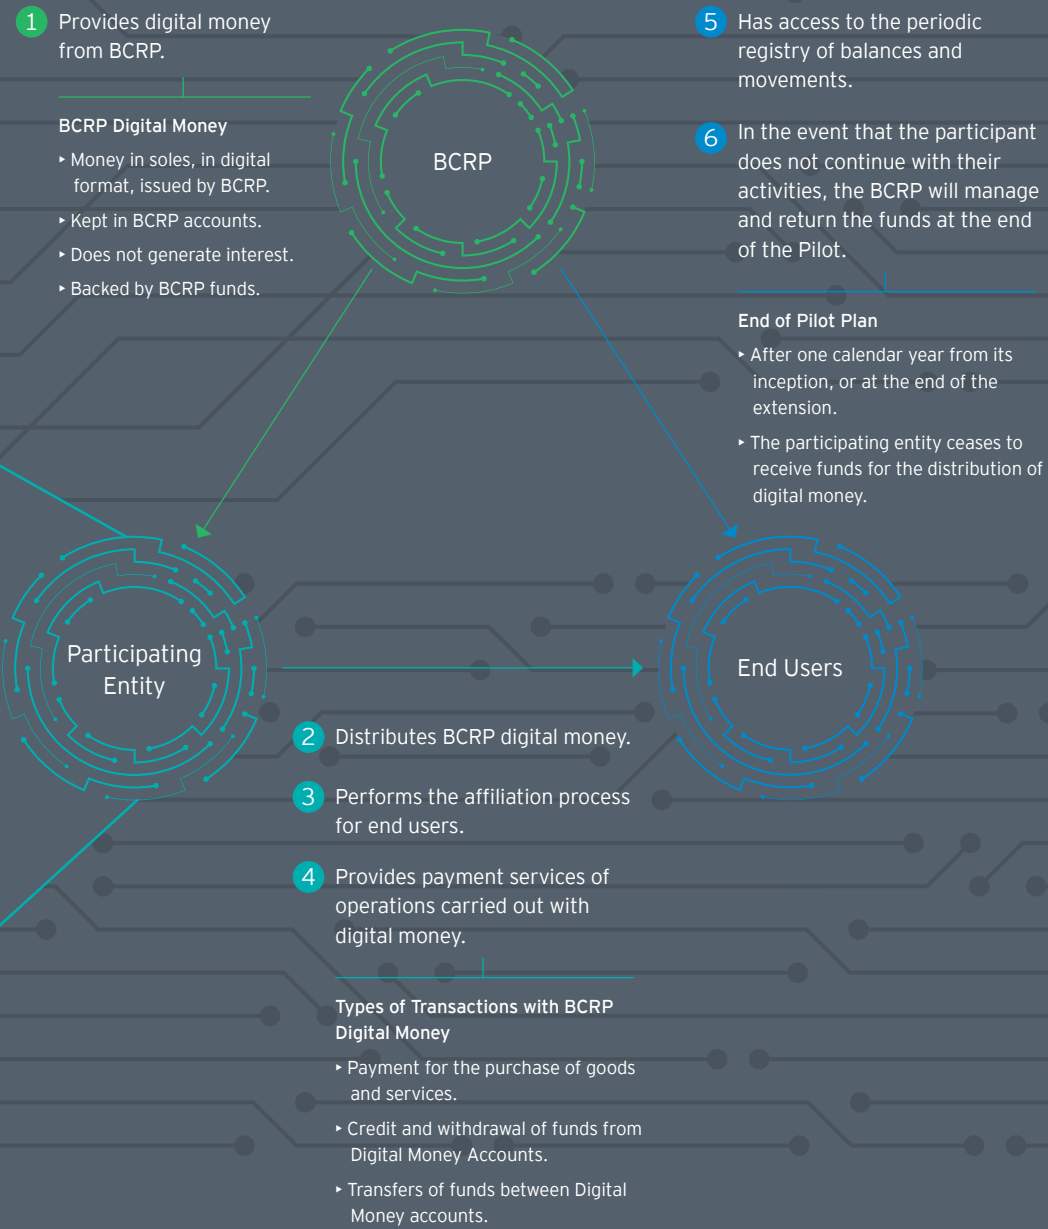 1 Provides digital money
from BCRP.
BCRP Digital Money
‣ Money in soles, in digital
format, issued by BCRP.
‣ Kept in BCRP accounts.
‣ Does not generate interest.
‣ Backed by BCRP funds.
BCRP
5 Has access to the periodic
registry of balances and
movements.
6 In the event that the participant
does not continue with their
activities, the BCRP will manage
and return the funds at the end
of the Pilot.
End of Pilot Plan
‣ After one calendar year from its
inception, or at the end of the
extension.
‣ The participating entity ceases to
receive funds for the distribution of
digital money.
Participating
Entity
End Users
2 Distributes BCRP digital money.
3 Performs the affiliation process
for end users.
4 Provides payment services of
operations carried out with
digital money.
Types of Transactions with BCRP
Digital Money
‣ Payment for the purchase of goods
and services.
‣ Credit and withdrawal of funds from
Digital Money Accounts.
‣ Transfers of funds between Digital
Money accounts.